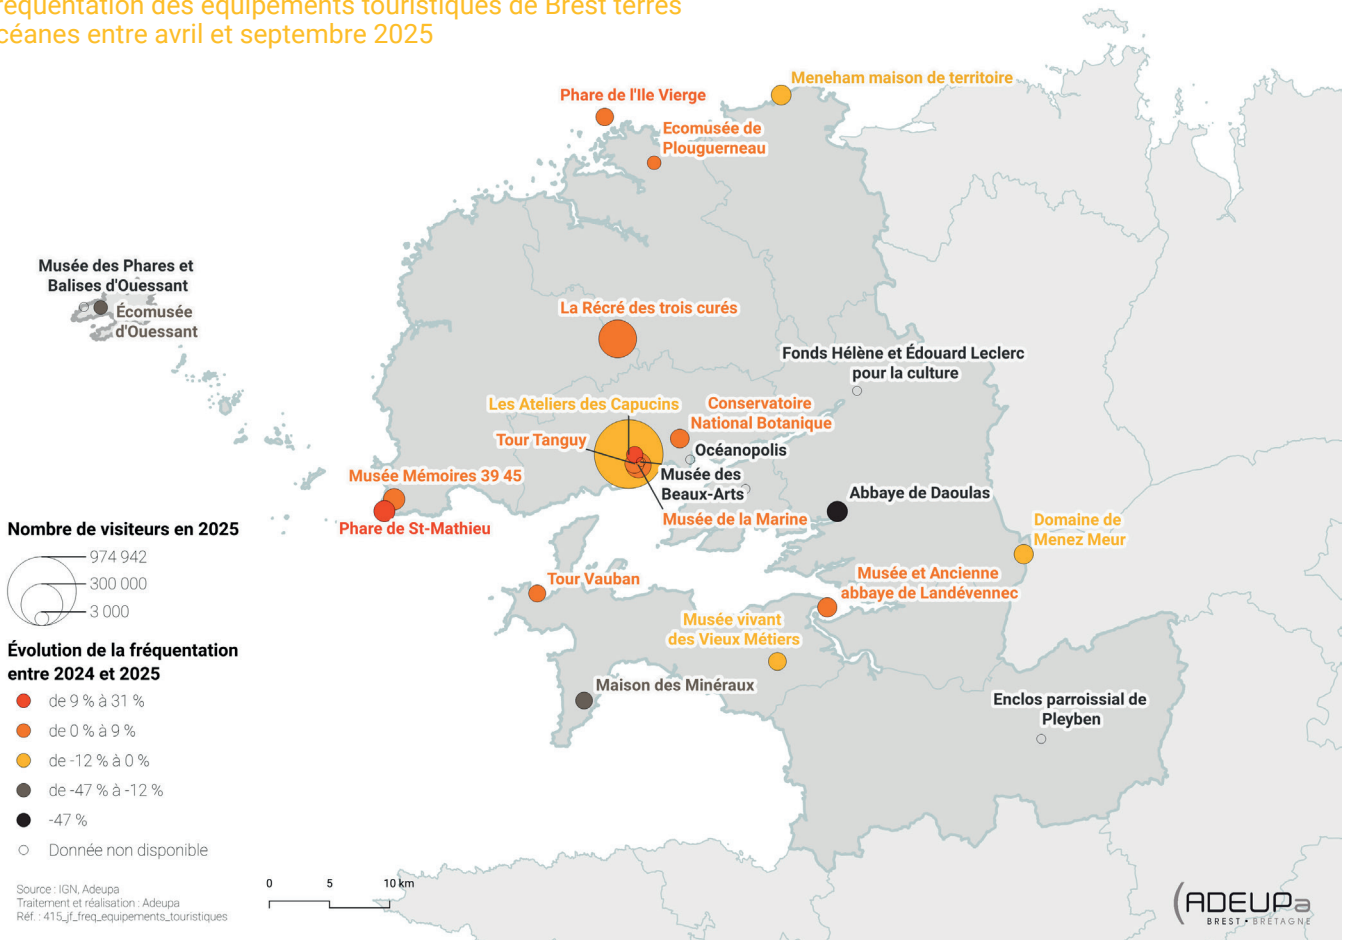 réquentation des équipements touristiques de Brest terres
céanes entre avril et septembre 2025
Meneham maison de territoire
Phare de l'Ile Vierge
Ecomusée de
Plouguerneau
Musée des Phares et
Balises d'Ouessant
Écomusée
d'Ouessant
La Récré des trois curés
Fonds Hélène et Édouard Leclerc
pour la culture
Les Ateliers des Capucins
Conservatoire
National Botanique
Tour Tanguy
Océanopolis
Musée des
Beaux-Arts
Musée Mémoires 39 45
Abbaye de Daoulas
Musée de la Marine
Phare de St-Mathieu
Domaine de
Menez Meur
Nombre de visiteurs en 2025
974 942
300 000
3 000
Tour Vauban
Musée et Ancienne
abbaye de Landévennec
Musée vivant
des Vieux Métiers
Évolution de la fréquentation
entre 2024 et 2025
de 9 % à 31 %
de 0 % à 9 %
de -12 % à 0 %
de -47 % à -12 %
-47 %
Donnée non disponible
Maison des Minéraux
Enclos parroissial de
Pleyben
Source : IGN, Adeupa
Traitement et réalisation : Adeupa
Réf. : 415_jf_freq_equipements_touristiques
0 5 10 km
ADEUPa
BREST • BRETAGNE